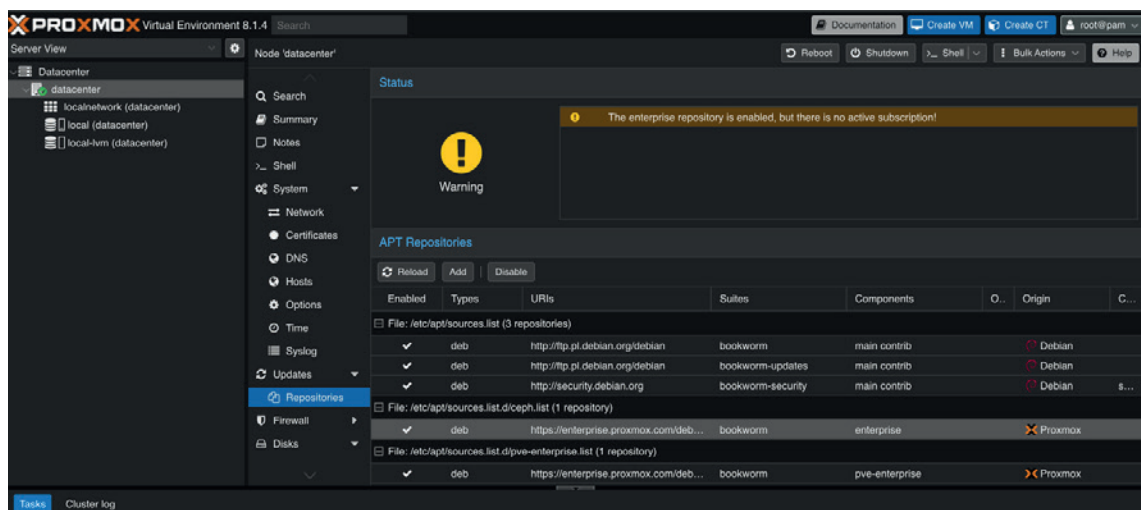 PROXMOX Virtual Environment 8.1.4 Search Documentation Create VM Create CT root@pam
Server View
Datacenter
datacenter
localnetwork (datacenter)
local (datacenter)
local-lvm (datacenter)
Node 'datacenter' Reboot Shutdown >_ Shell Bulk Actions Help
Search
Summary
Notes
>_ Shell
System
Network
Certificates
DNS
Hosts
Options
Time
Syslog
Updates
Repositories
Firewall
Disks
Status
The enterprise repository is enabled, but there is no active subscription!
Warning
APT Repositories
Reload Add Disable
Enabled Types URIs Suites Components O.. Origin C...
File: /etc/apt/sources.list (3 repositories)
deb http://ftp.pl.debian.org/debian bookworm main contrib Debian
deb http://ftp.pl.debian.org/debian bookworm-updates main contrib Debian
deb http://security.debian.org bookworm-security main contrib Debian s...
File: /etc/apt/sources.list.d/ceph.list (1 repository)
deb https://enterprise.proxmox.com/deb... bookworm enterprise Proxmox
File: /etc/apt/sources.list.d/pve-enterprise.list (1 repository)
deb https://enterprise.proxmox.com/deb... bookworm pve-enterprise Proxmox
Tasks Cluster log